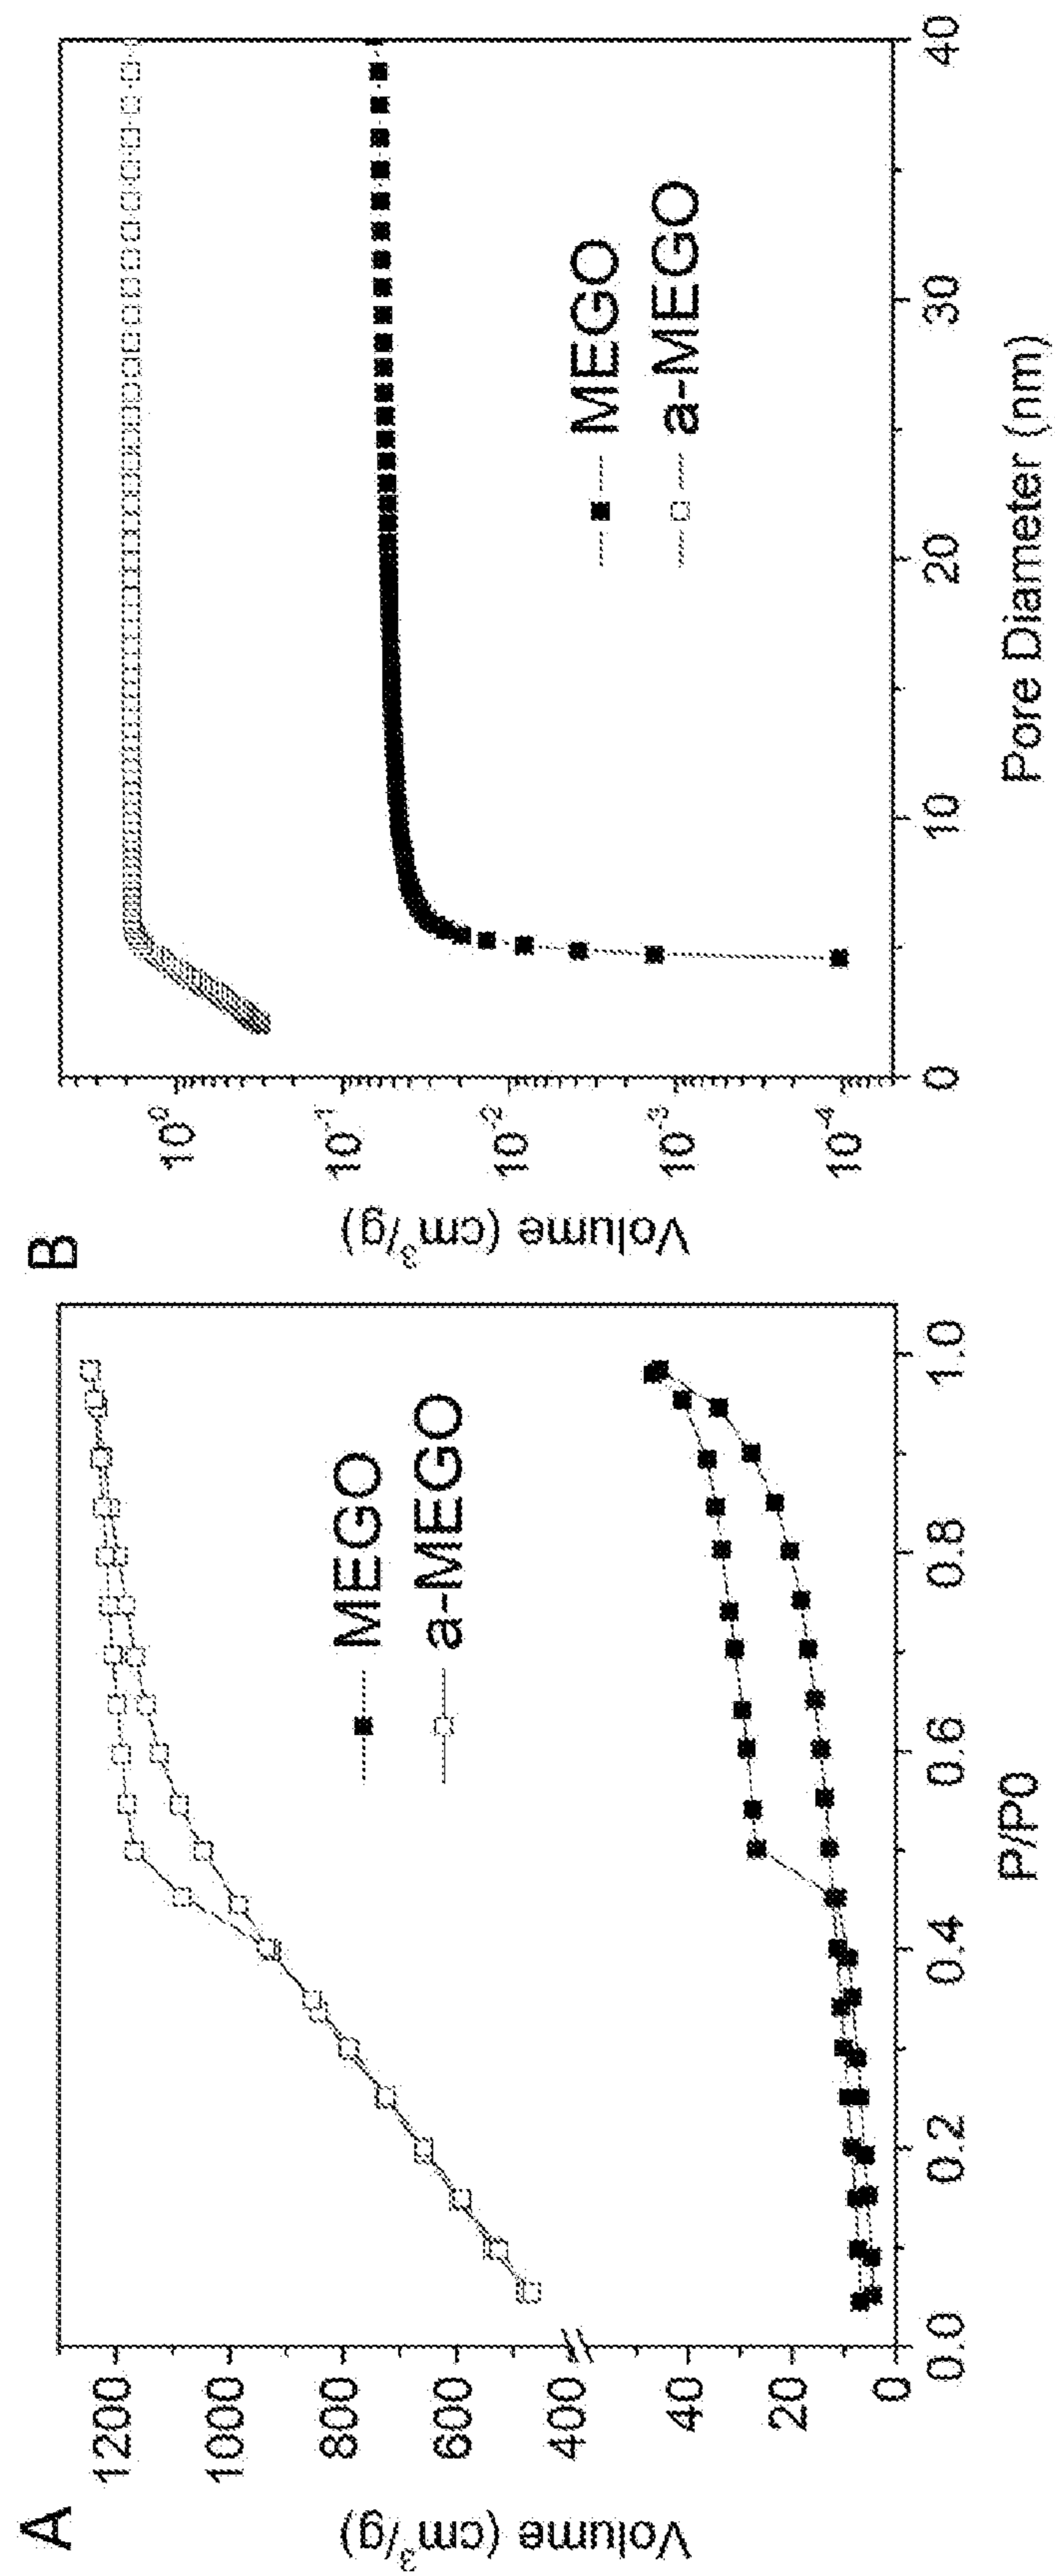 A
Volume (cm³/g)
1200
1000
800
600
400
40
20
0
0.0
0.2
0.4
0.6
0.8
1.0
P/P0
MEGO
a-MEGO
B
Volume (cm³/g)
10⁰
10⁻¹
10⁻²
10⁻³
10⁻⁴
0
10
20
30
40
Pore Diameter (nm)
MEGO
a-MEGO